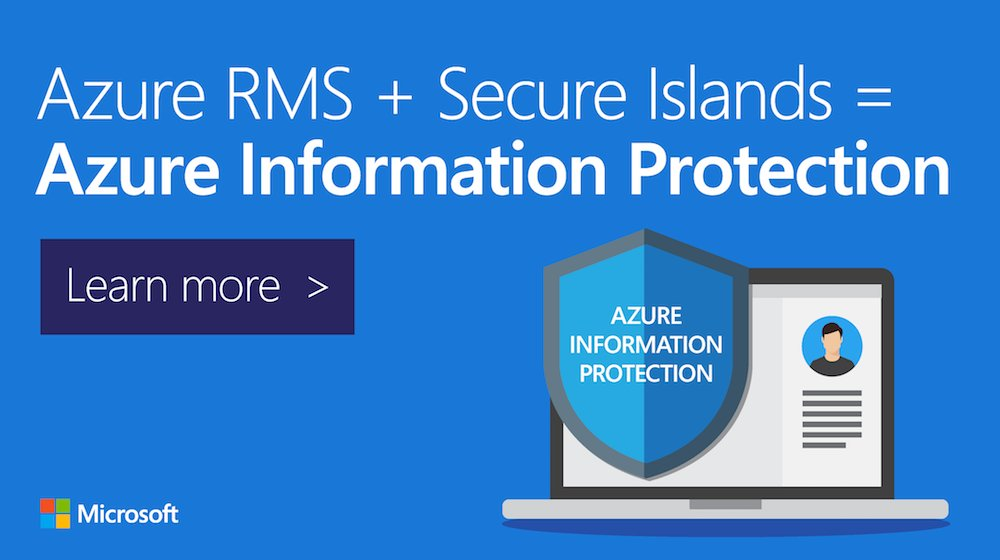 Azure RMS + Secure Islands =
Azure Information Protection
Learn more >
AZURE
INFORMATION
PROTECTION
Microsoft